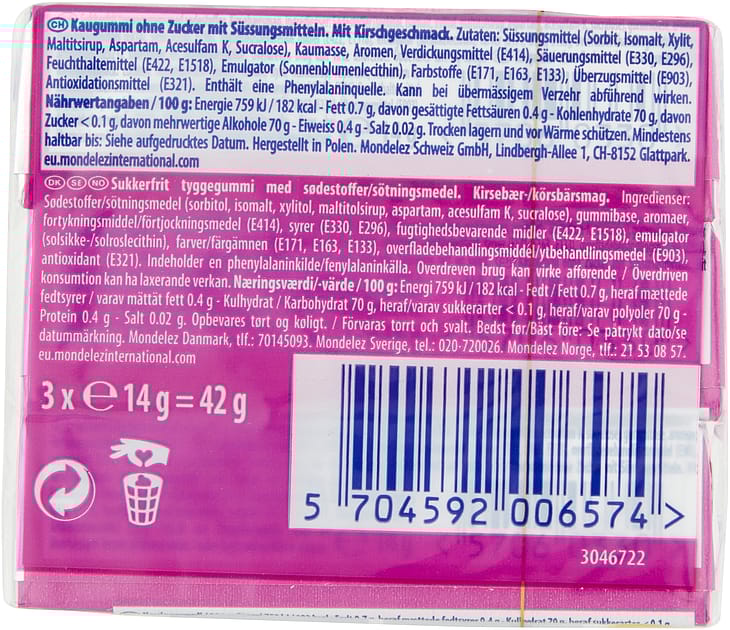 CH Kaugummi ohne Zucker mit Süssungsmitteln. Mit Kirschgeschmack. Zutaten: Süssungsmittel (Sorbit, Isomalt, Xylit,
Maltitsirup, Aspartam, Acesulfam K, Sucralose), Kaumasse, Aromen, Verdickungsmittel (E414), Säuerungsmittel (E330, E296),
Feuchthaltemittel (E422, E1518), Emulgator (Sonnenblumenlecithin), Farbstoffe (E171, E163, E133), Überzugsmittel (E903),
Antioxidationsmittel (E321). Enthält eine Phenylalaninquelle. Kann bei übermässigem Verzehr abführend wirken.
Nährwertangaben / 100 g: Energie 759 kJ / 182 kcal - Fett 0.7 g, davon gesättigte Fettsäuren 0.4 g - Kohlenhydrate 70 g, davon
Zucker < 0.1 g, davon mehrwertige Alkohole 70 g - Eiweiss 0.4 g - Salz 0.02 g. Trocken lagern und vor Wärme schützen. Mindestens
haltbar bis: Siehe aufgedrucktes Datum. Hergestellt in Polen. Mondelez Schweiz GmbH, Lindbergh-Allee 1, CH-8152 Glattpark.
eu.mondelezinternational.com
DK SE NO Sukkerfrit tyggegummi med sødestoffer/sötningsmedel. Kirsebær-/körsbärsmag. Ingredienser:
Sødestoffer/sötningsmedel (sorbitol, isomalt, xylitol, maltitolsirup, aspartam, acesulfam K, sucralose), gummibase, aromaer,
fortykningsmiddel/förtjockningsmedel (E414), syrer (E330, E296), fugtighedsbevarende midler (E422, E1518), emulgator
(solsikke-/solroslecithin), farver/färgämnen (E171, E163, E133), overfladebehandlingsmiddel/ytbehandlingsmedel (E903),
antioxidant (E321). Indeholder en phenylalaninkilde/fenylalaninkälla. Overdreven brug kan virke afførende / Överdriven
konsumtion kan ha laxerande verkan. Næringsværdi/-värde / 100 g: Energi 759 kJ / 182 kcal - Fedt / Fett 0.7 g, heraf mættede
fedtsyrer / varav mättat fett 0.4 g - Kulhydrat / Karbohydrat 70 g, heraf/varav sukkerarter < 0.1 g, heraf/varav polyoler 70 g -
Protein 0.4 g - Salt 0.02 g. Opbevares tørt og køligt. / Förvaras torrt och svalt. Bedst før/Bäst före: Se påtrykt dato/se
datummärkning. Mondelez Danmark, tlf.: 70145093. Mondelez Sverige, tel.: 020-720026. Mondelez Norge, tlf.: 21 53 08 57.
eu.mondelezinternational.com
3 x ℮ 14 g = 42 g
5 704592 006574 >
3046722